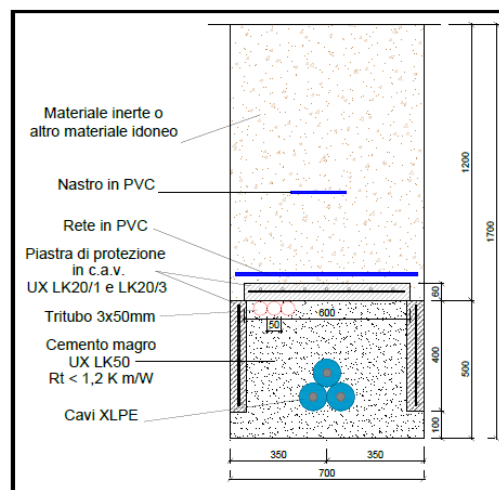 Materiale inerte o
altro materiale idoneo
Nastro in PVC
Rete in PVC
Piastra di protezione
in c.a.v.
UX LK20/1 e LK20/3
Tritubo 3x50mm
Cemento magro
UX LK50
Rt < 1,2 K m/W
Cavi XLPE
1200
1700
60
600
50
400
500
100
350
350
700